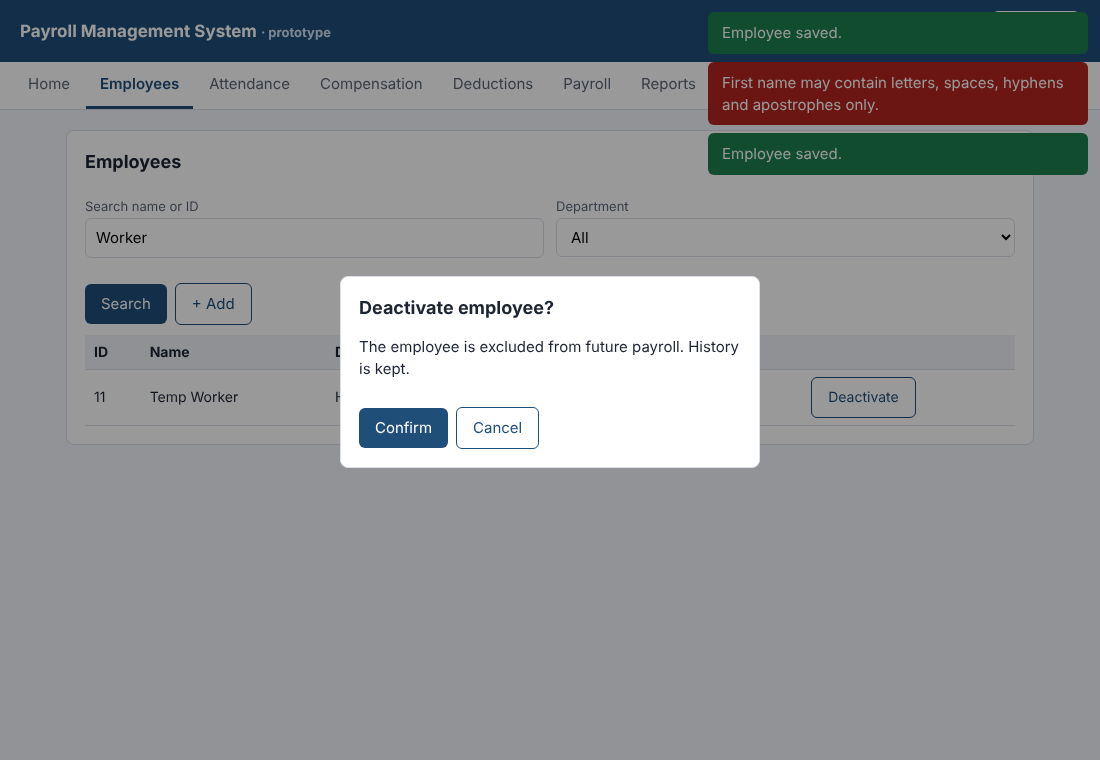 Payroll Management System · prototype
Employee saved.
First name may contain letters, spaces, hyphens
and apostrophes only.
Employee saved.
Home
Employees
Attendance
Compensation
Deductions
Payroll
Reports
Employees
Search name or ID
Department
Worker
All
Search
+ Add
ID
Name
11
Temp Worker
Deactivate
Deactivate employee?
The employee is excluded from future payroll. History
is kept.
Confirm
Cancel